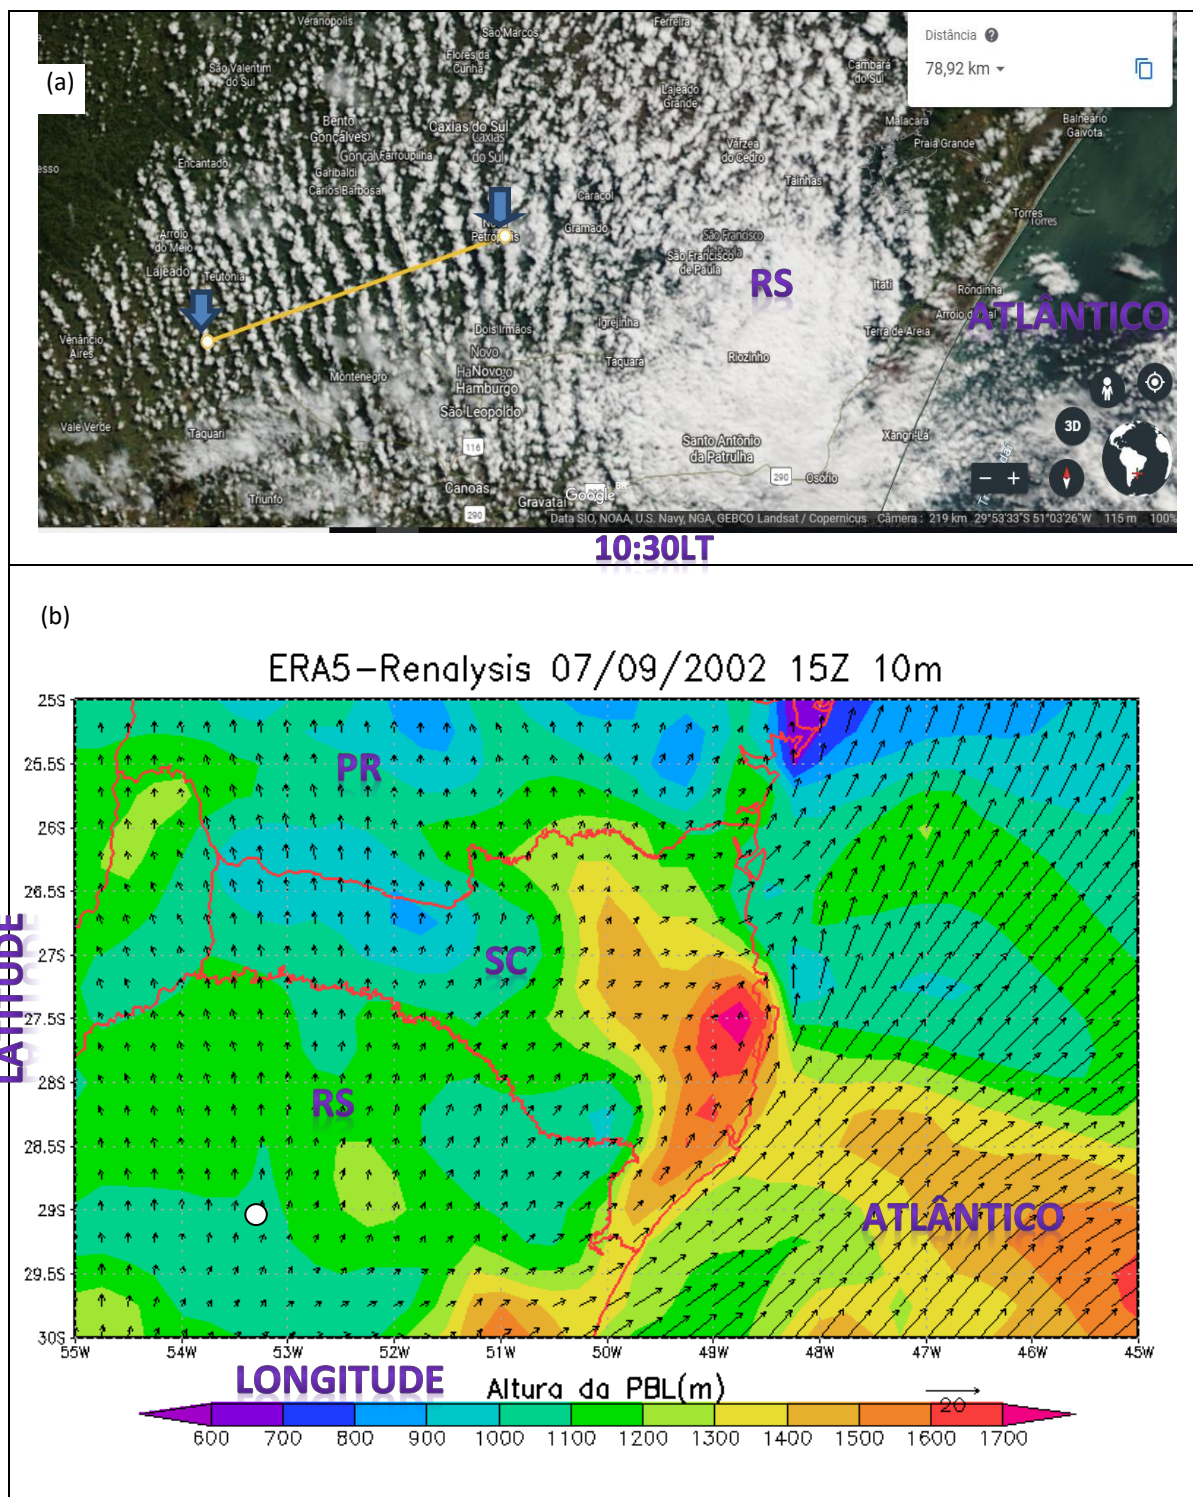 (a)
Distância
78,92 km
Veranópolis
São Marcos
Ferreira
Flores da
Cunha
São Valentim
do Sul
Cambará
do Sul
Lajeado
Grande
Malacara
Balneário
Gaivota
Praia Grande
Bento
Gonçalves
Caxias do Sul
Caxias
do Sul
Farroupilha
Várzea
do Cedro
Encantado
esso
Garibaldi
Carlos Barbosa
Tainhas
Caracol
Torres
Torres
Gramado
Arroio
do Meio
São Francisco
São Francisco
de Paula
Lajeado
Teutônia
RS
Itati
Rondinha
ATLÂNTICO
Terra de Areia
Igrejinha
Dois Irmãos
Venâncio
Aires
Novo
Novo
Hamburgo
Taquara
Riozinho
Montenegro
São Leopoldo
Vale Verde
Taquari
Xangri-Lá
Santo Antônio
da Patrulha
116
3D
290
Osório
Canoas
Triunfo
Gravataí
Google
290
Data SIO, NOAA, U.S. Navy, NGA, GEBCO Landsat / Copernicus Câmera : 219 km 29°53'33"S 51°03'26"W 115 m 100%
10:30LT
(b)
ERA5-Renalysis 07/09/2002 15Z 10m
25S
25.5S
26S
26.5S
27S
27.5S
28S
28.5S
29S
29.5S
30S
LATITUDE
PR
SC
RS
ATLÂNTICO
55W 54W 53W 52W 51W 50W 49W 48W 47W 46W 45W
LONGITUDE
Altura da PBL(m)
20
600 700 800 900 1000 1100 1200 1300 1400 1500 1600 1700